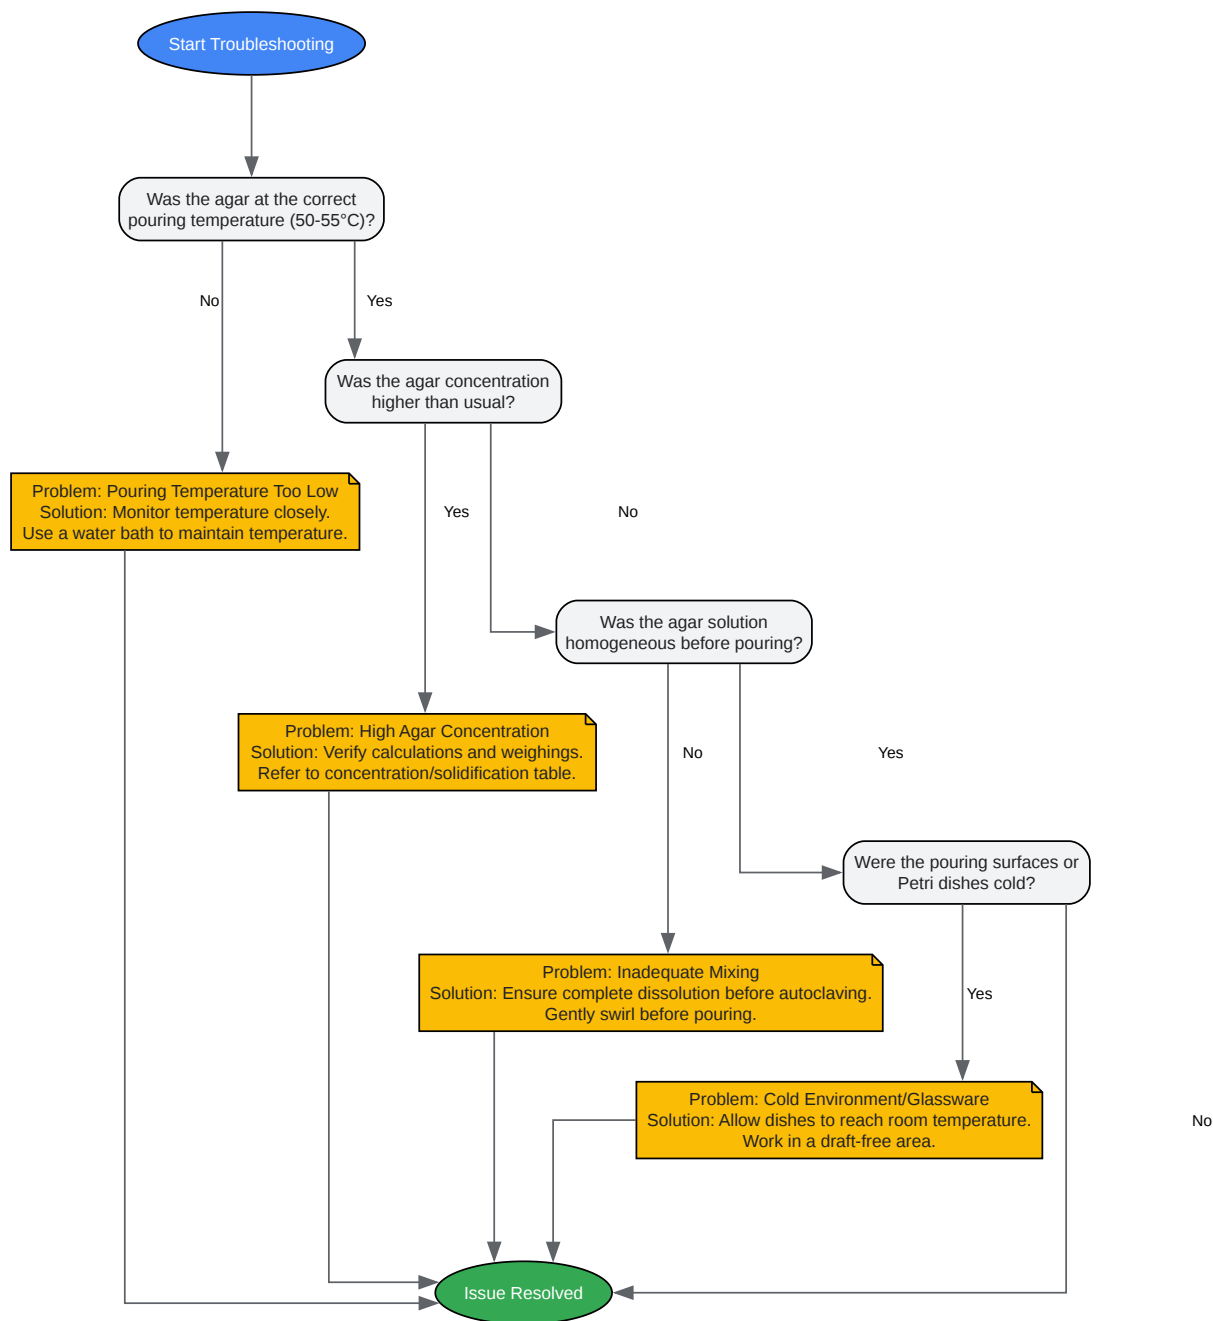 Start Troubleshooting
Was the agar at the correct
pouring temperature (50-55°C)?
No
Yes
Was the agar concentration
higher than usual?
Problem: Pouring Temperature Too Low
Solution: Monitor temperature closely.
Use a water bath to maintain temperature.
Yes
No
Was the agar solution
homogeneous before pouring?
Problem: High Agar Concentration
Solution: Verify calculations and weighings.
Refer to concentration/solidification table.
No
Yes
Were the pouring surfaces or
Petri dishes cold?
Problem: Inadequate Mixing
Solution: Ensure complete dissolution before autoclaving.
Gently swirl before pouring.
Yes
Problem: Cold Environment/Glassware
Solution: Allow dishes to reach room temperature.
Work in a draft-free area.
No
Issue Resolved